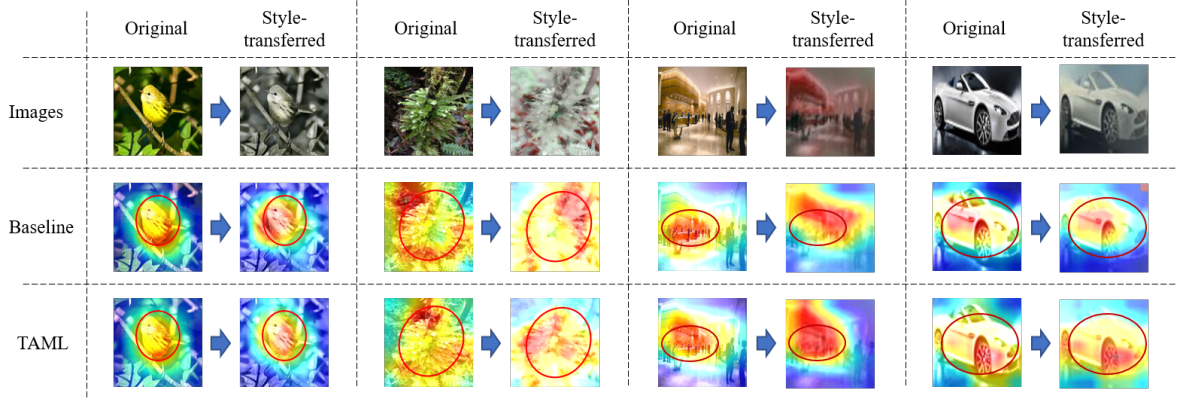 Original
Style-
transferred
Original
Style-
transferred
Original
Style-
transferred
Original
Style-
transferred
Images
Baseline
TAML